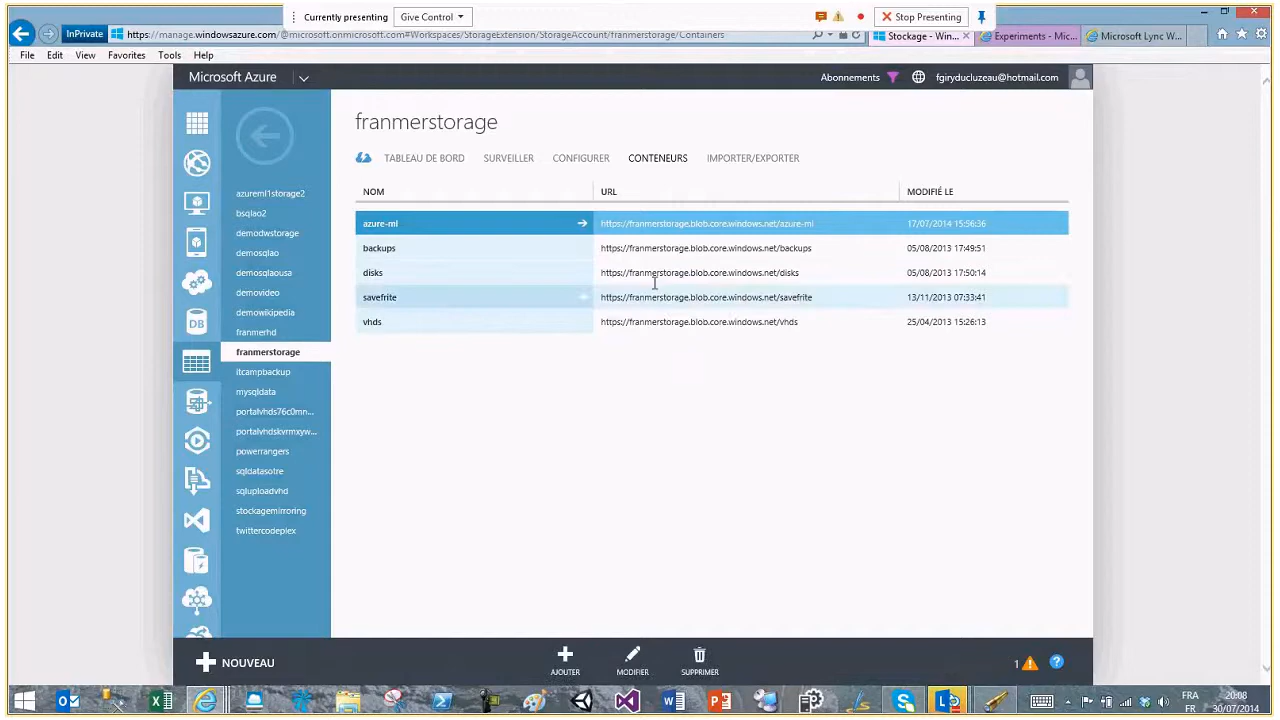 Currently presenting
Give Control
Stop Presenting
InPrivate
https://manage.windowsazure.com/@microsoft.onmicrosoft.com#Workspaces/StorageExtension/StorageAccount/franmerstorage/Containers
Stockage - Win...
Experiments - Mic...
Microsoft Lync W...
File Edit View Favorites Tools Help
Microsoft Azure
Abonnements
fgiryducluzeau@hotmail.com
franmerstorage
TABLEAU DE BORD SURVEILLER CONFIGURER CONTENEURS IMPORTER/EXPORTER
NOM URL MODIFIÉ LE
azure-ml https://franmerstorage.blob.core.windows.net/azure-ml 17/07/2014 15:56:36
backups https://franmerstorage.blob.core.windows.net/backups 05/08/2013 17:49:51
disks https://franmerstorage.blob.core.windows.net/disks 05/08/2013 17:50:14
savefrite https://franmerstorage.blob.core.windows.net/savefrite 13/11/2013 07:33:41
vhds https://franmerstorage.blob.core.windows.net/vhds 25/04/2013 15:26:13
azureml1storage2
bsqlao2
demodwstorage
demosqlao
demosqlaousa
demovideo
demowikipedia
franmerhd
franmerstorage
itcampbackup
mysqldata
portalvhds76c0mn...
portalvhdskvrmxyw...
powerrangers
sqldatasotre
sqluploadvhd
stockagemirroring
twittercodeplex
DB
NOUVEAU
AJOUTER
MODIFIER
SUPPRIMER
1
FRA
FR
20:08
30/07/2014